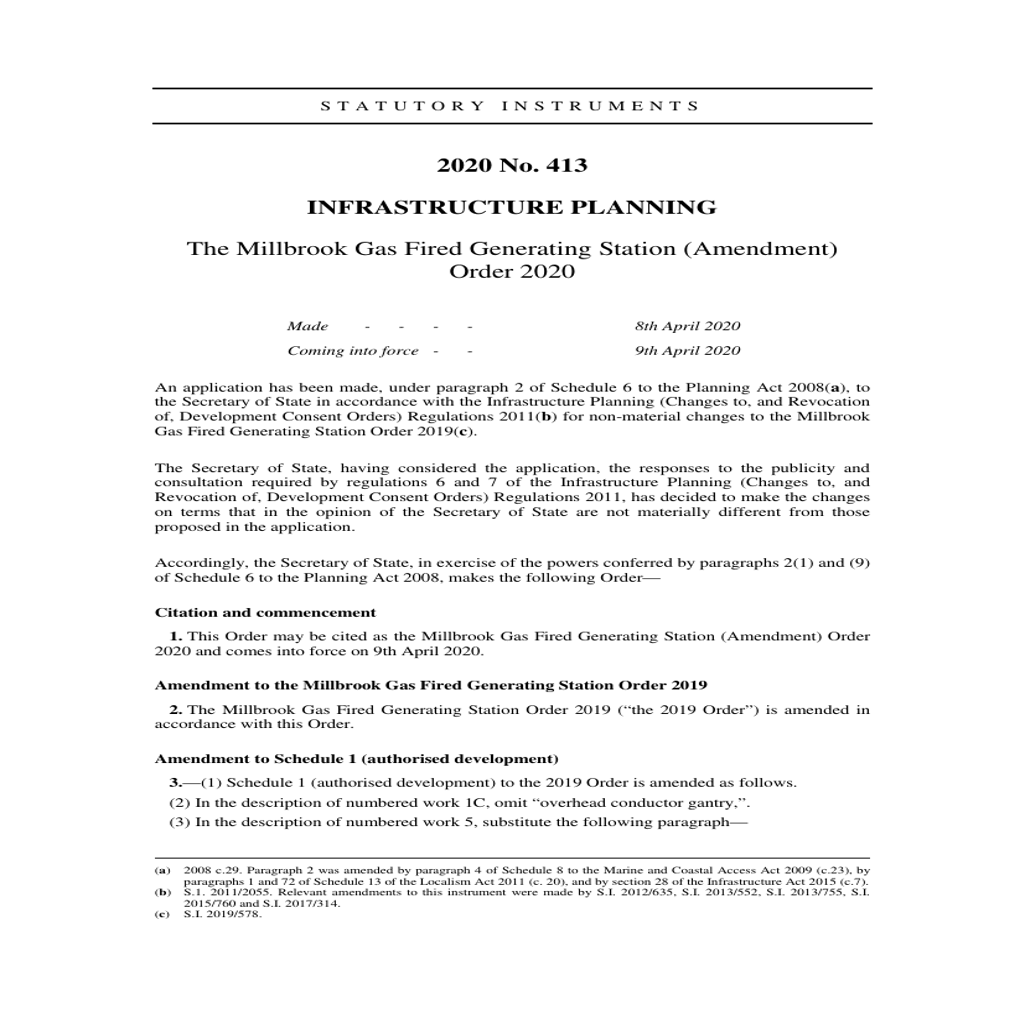 STATUTORY INSTRUMENTS
2020 No. 413
INFRASTRUCTURE PLANNING
The Millbrook Gas Fired Generating Station (Amendment)
Order 2020
Made - - - - 8th April 2020
Coming into force - - 9th April 2020
An application has been made, under paragraph 2 of Schedule 6 to the Planning Act 2008(a), to
the Secretary of State in accordance with the Infrastructure Planning (Changes to, and Revocation
of, Development Consent Orders) Regulations 2011(b) for non-material changes to the Millbrook
Gas Fired Generating Station Order 2019(c).
The Secretary of State, having considered the application, the responses to the publicity and
consultation required by regulations 6 and 7 of the Infrastructure Planning (Changes to, and
Revocation of, Development Consent Orders) Regulations 2011, has decided to make the changes
on terms that in the opinion of the Secretary of State are not materially different from those
proposed in the application.
Accordingly, the Secretary of State, in exercise of the powers conferred by paragraphs 2(1) and (9)
of Schedule 6 to the Planning Act 2008, makes the following Order—
Citation and commencement
1. This Order may be cited as the Millbrook Gas Fired Generating Station (Amendment) Order
2020 and comes into force on 9th April 2020.
Amendment to the Millbrook Gas Fired Generating Station Order 2019
2. The Millbrook Gas Fired Generating Station Order 2019 (“the 2019 Order”) is amended in
accordance with this Order.
Amendment to Schedule 1 (authorised development)
3.—(1) Schedule 1 (authorised development) to the 2019 Order is amended as follows.
(2) In the description of numbered work 1C, omit “overhead conductor gantry,”.
(3) In the description of numbered work 5, substitute the following paragraph—
(a) 2008 c.29. Paragraph 2 was amended by paragraph 4 of Schedule 8 to the Marine and Coastal Access Act 2009 (c.23), by
paragraphs 1 and 72 of Schedule 13 of the Localism Act 2011 (c. 20), and by section 28 of the Infrastructure Act 2015 (c.7).
(b) S.1. 2011/2055. Relevant amendments to this instrument were made by S.I. 2012/635, S.I. 2013/552, S.I. 2013/755, S.I.
2015/760 and S.I. 2017/314.
(c) S.I. 2019/578.